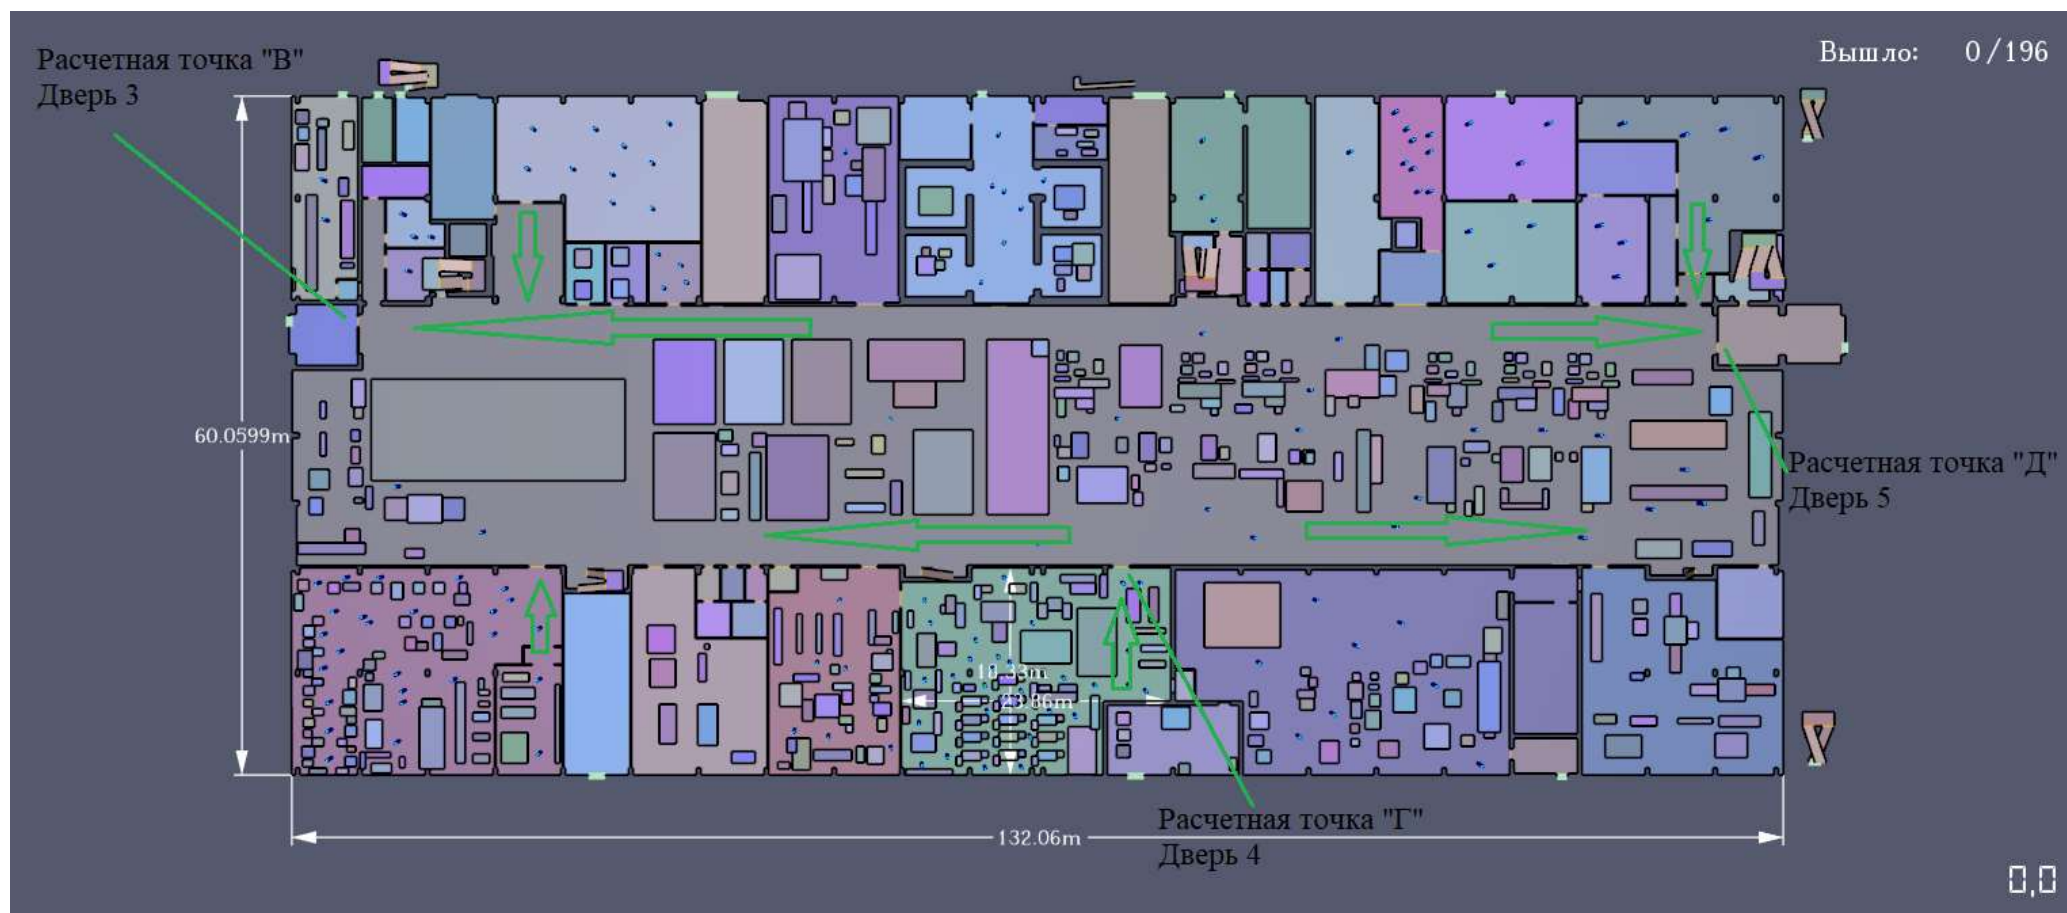 Расчетная точка "В"
Дверь 3
Вышло: 0/196
60.0599m
Расчетная точка "Д"
Дверь 5
18.33m
23.86m
Расчетная точка "Г"
Дверь 4
132.06m
0,0